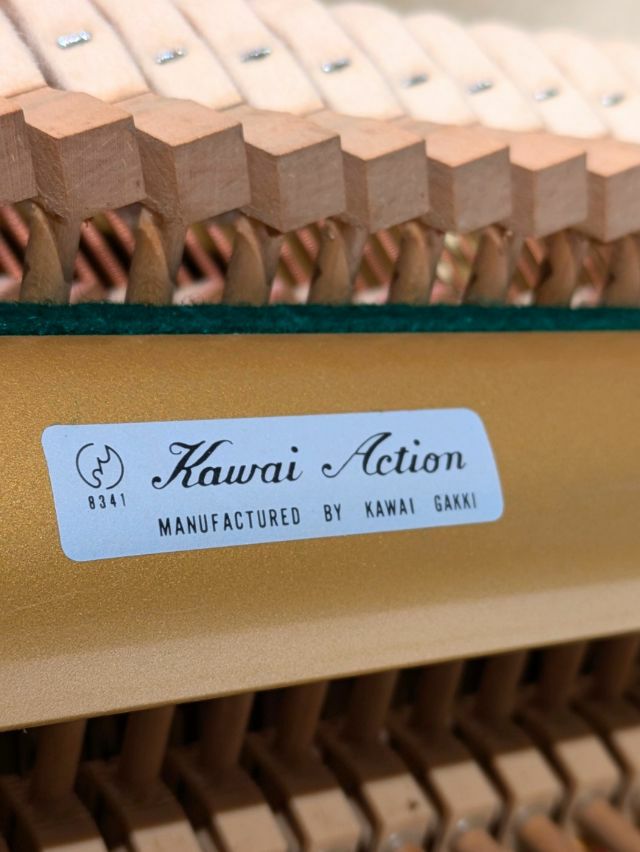 Kawai Action
8341
MANUFACTURED BY KAWAI GAKKI